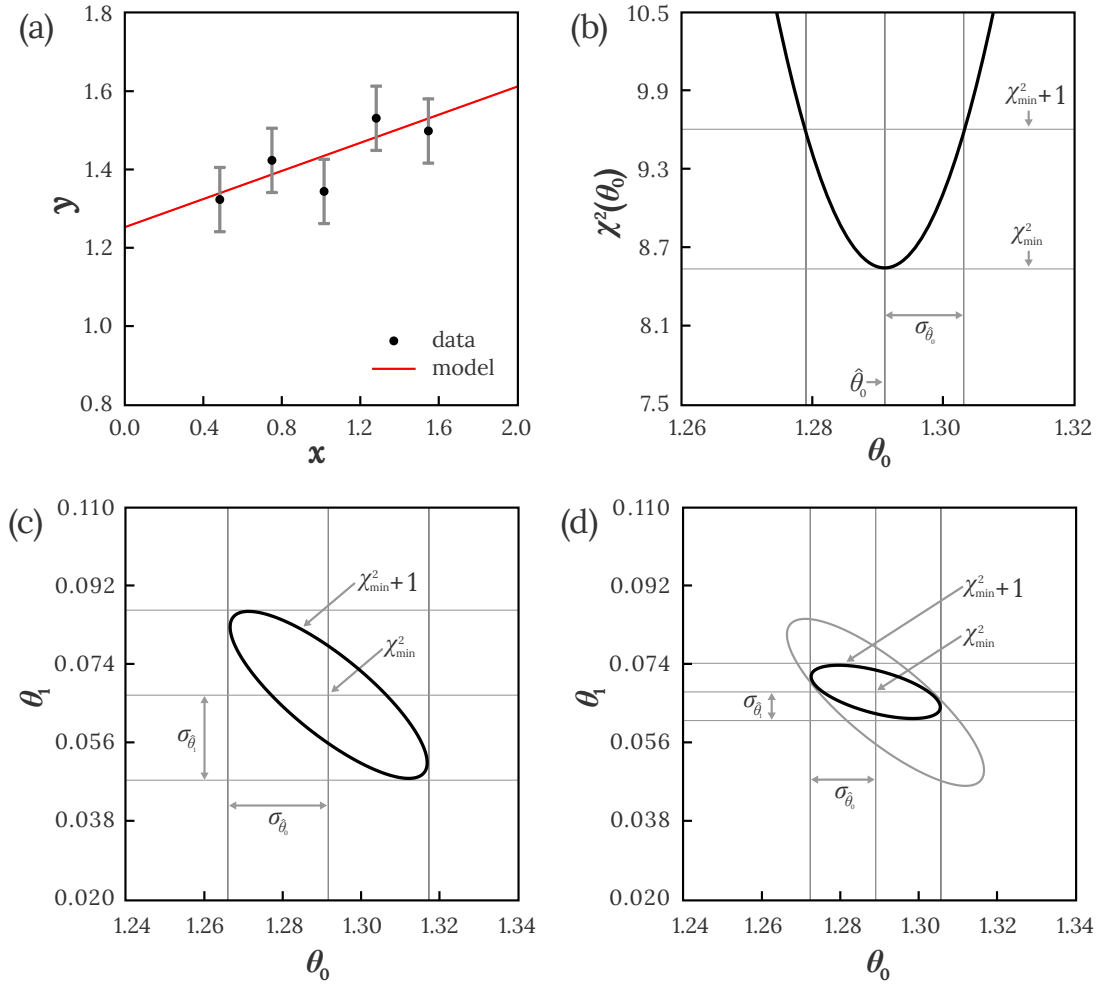 (a)
1.8
1.6
1.4
1.2
1.0
0.8
y
data
model
0.0 0.4 0.8 1.2 1.6 2.0
x
(b)
10.5
9.9
9.3
8.7
8.1
7.5
χ²(θ₀)
χ²min+1
χ²min
σθ̂₀
θ̂₀
1.26 1.28 1.30 1.32
θ₀
(c)
0.110
0.092
0.074
0.056
0.038
0.020
θ₁
χ²min+1
χ²min
σθ̂₁
σθ̂₀
1.24 1.26 1.28 1.30 1.32 1.34
θ₀
(d)
0.110
0.092
0.074
0.056
0.038
0.020
θ₁
χ²min+1
χ²min
σθ̂₁
σθ̂₀
1.24 1.26 1.28 1.30 1.32 1.34
θ₀